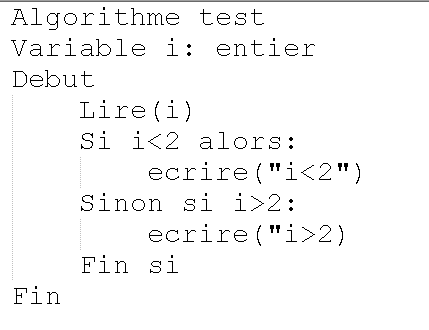 Algorithme test
Variable i: entier
Debut
Lire(i)
Si i<2 alors:
ecrire("i<2")
Sinon si i>2:
ecrire("i>2)
Fin si
Fin